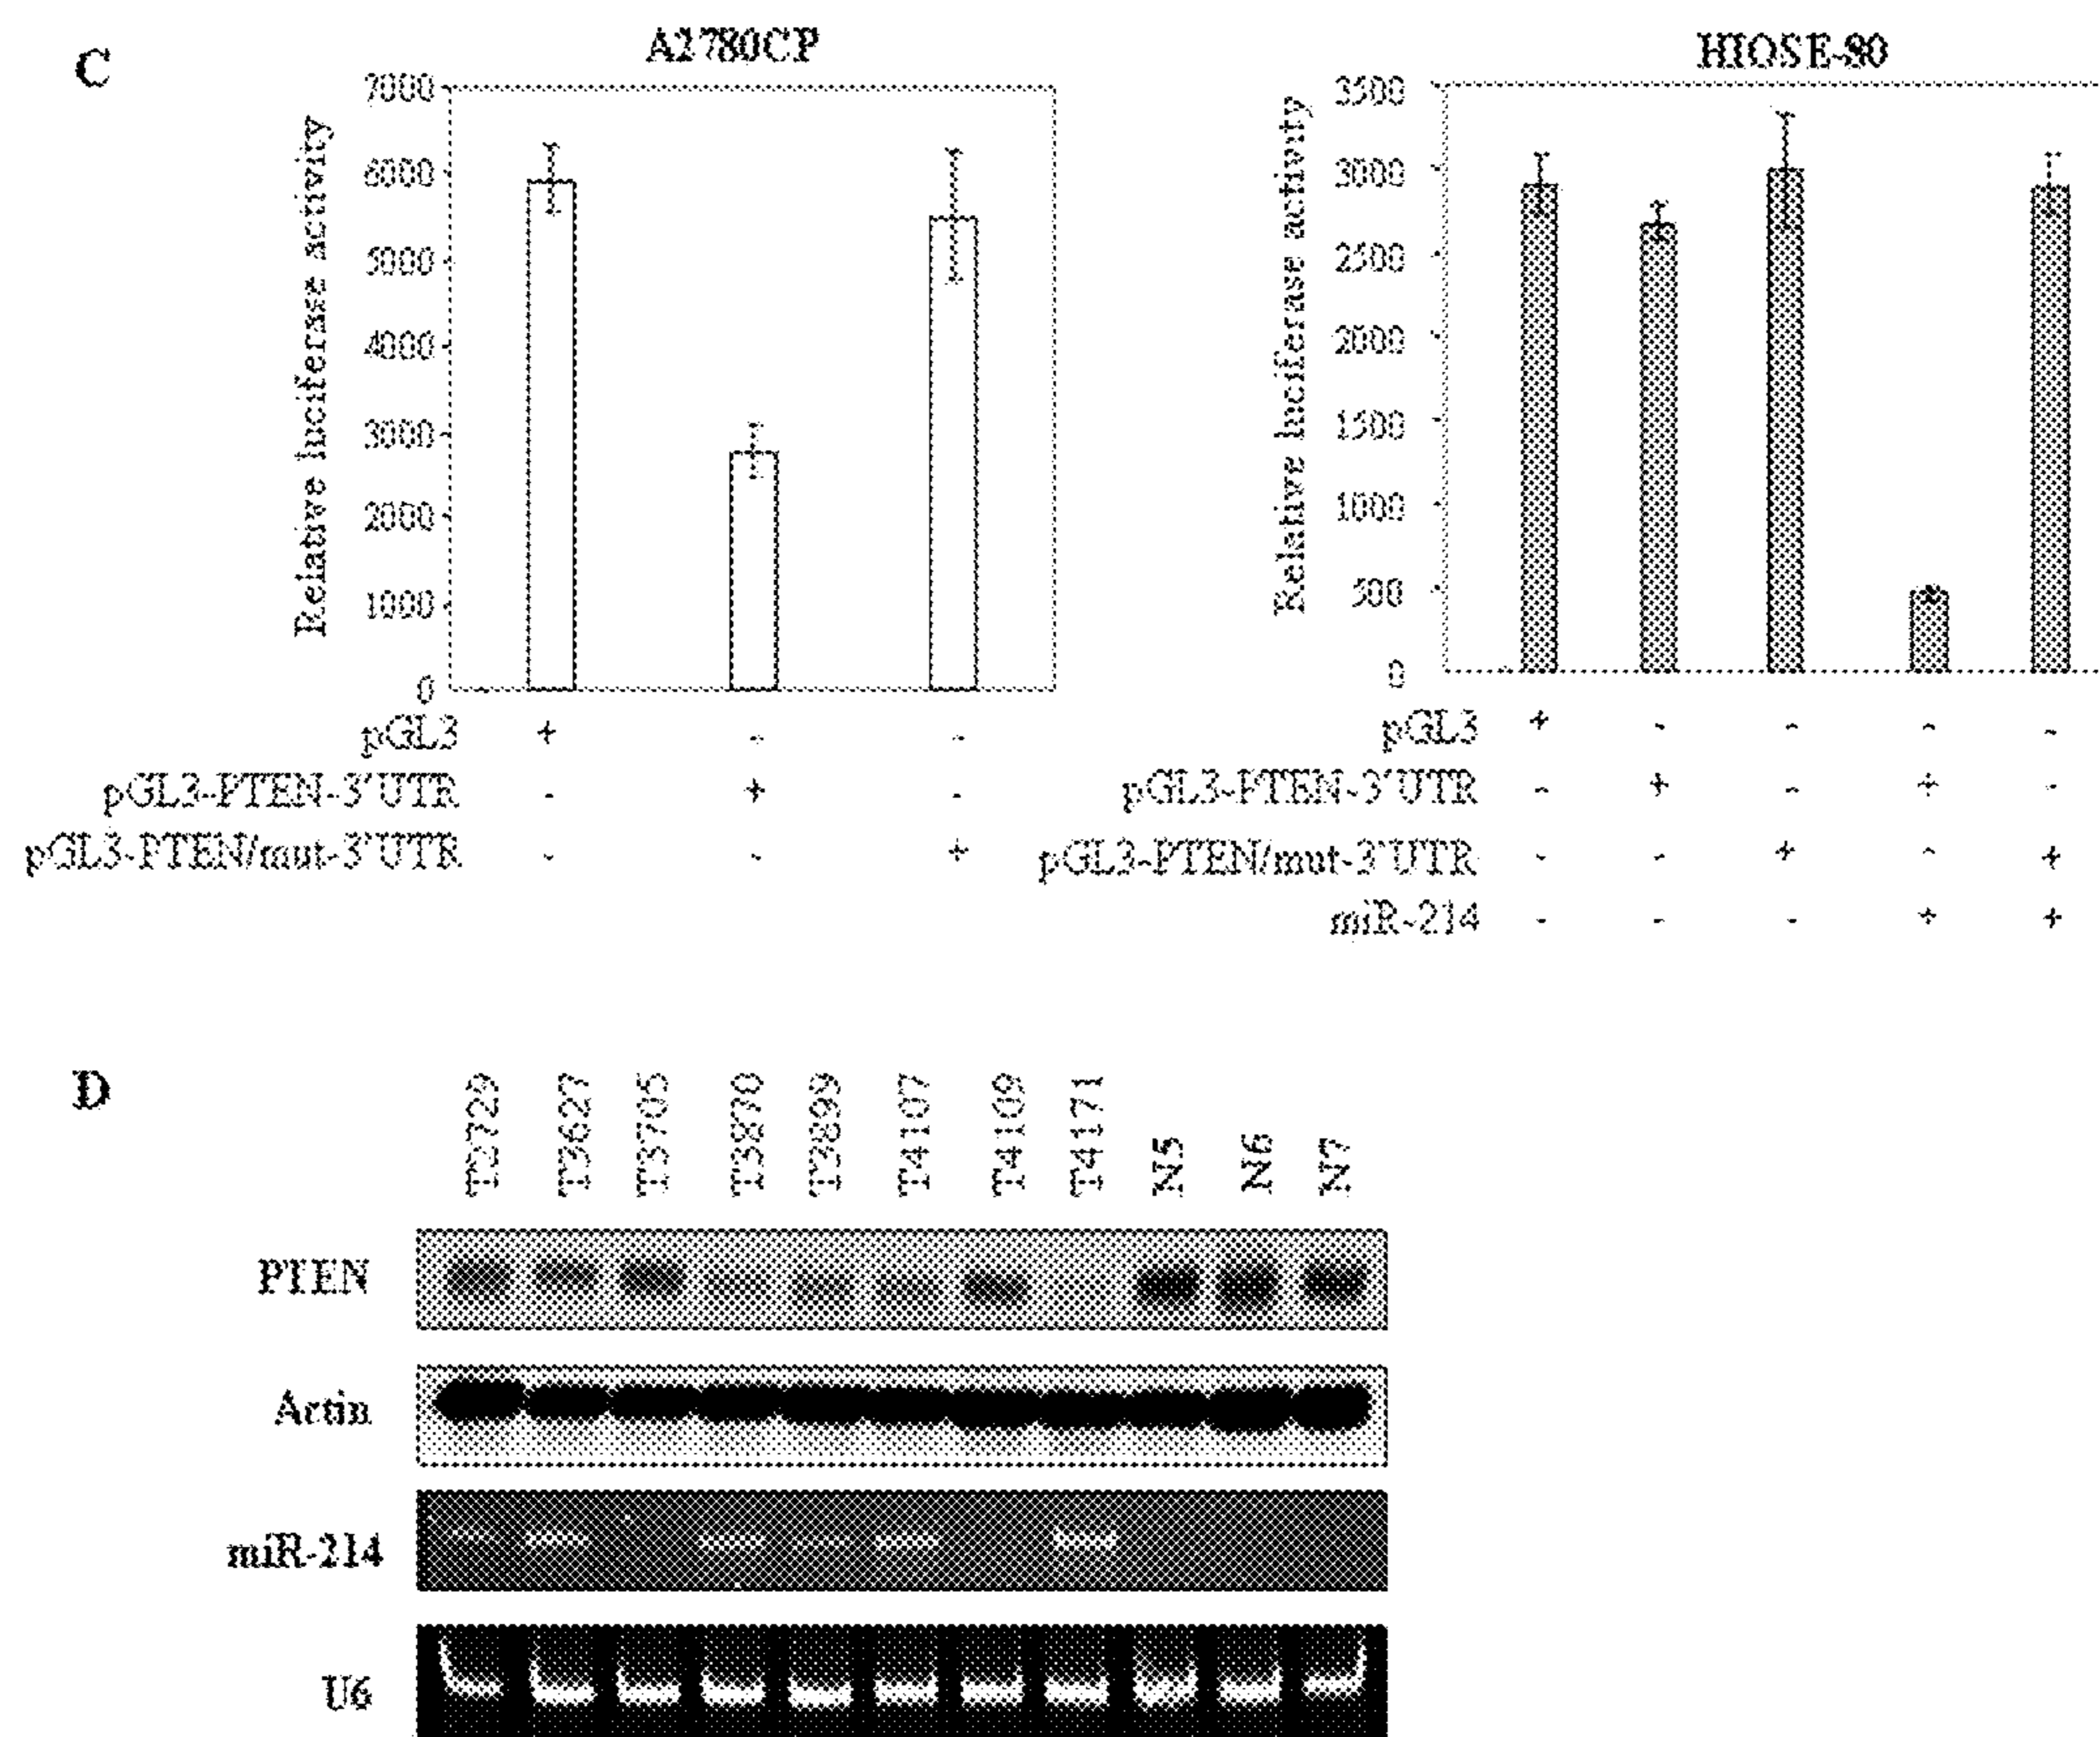 C
A2780CP
Relative luciferase activity
7000
6000
5000
4000
3000
2000
1000
0
pGL3 + - -
pGL3-PTEN-3'UTR - + -
pGL3-PTEN/mut-3'UTR - - +
HIOSE-80
Relative luciferase activity
3500
3000
2500
2000
1500
1000
500
0
pGL3 + - - - -
pGL3-PTEN-3'UTR - + - + -
pGL3-PTEN/mut-3'UTR - - + - +
miR-214 - - - + +
D
T2729 T3627 T3705 T3870 T3899 T4107 T4109 T4171 N5 N6 N7
PTEN
Actin
miR-214
U6